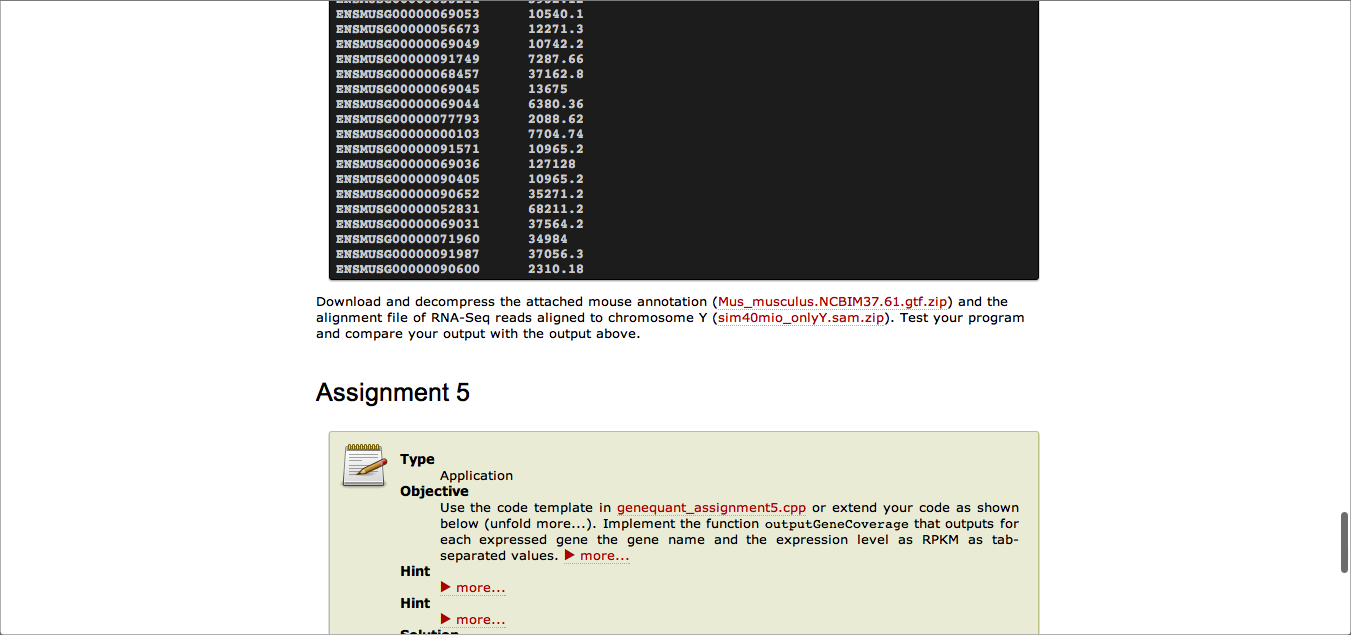 ENSMUSG00000069053 10540.1
ENSMUSG00000056673 12271.3
ENSMUSG00000069049 10742.2
ENSMUSG00000091749 7287.66
ENSMUSG00000068457 37162.8
ENSMUSG00000069045 13675
ENSMUSG00000069044 6380.36
ENSMUSG00000077793 2088.62
ENSMUSG00000000103 7704.74
ENSMUSG00000091571 10965.2
ENSMUSG00000069036 127128
ENSMUSG00000090405 10965.2
ENSMUSG00000090652 35271.2
ENSMUSG00000052831 68211.2
ENSMUSG00000069031 37564.2
ENSMUSG00000071960 34984
ENSMUSG00000091987 37056.3
ENSMUSG00000090600 2310.18
Download and decompress the attached mouse annotation (Mus_musculus.NCBIM37.61.gtf.zip) and the
alignment file of RNA-Seq reads aligned to chromosome Y (sim40mio_onlyY.sam.zip). Test your program
and compare your output with the output above.
Assignment 5
Type
Application
Objective
Use the code template in genequant_assignment5.cpp or extend your code as shown
below (unfold more...). Implement the function outputGeneCoverage that outputs for
each expressed gene the gene name and the expression level as RPKM as tab-
separated values. ▶ more...
Hint
▶ more...
Hint
▶ more...
Solution